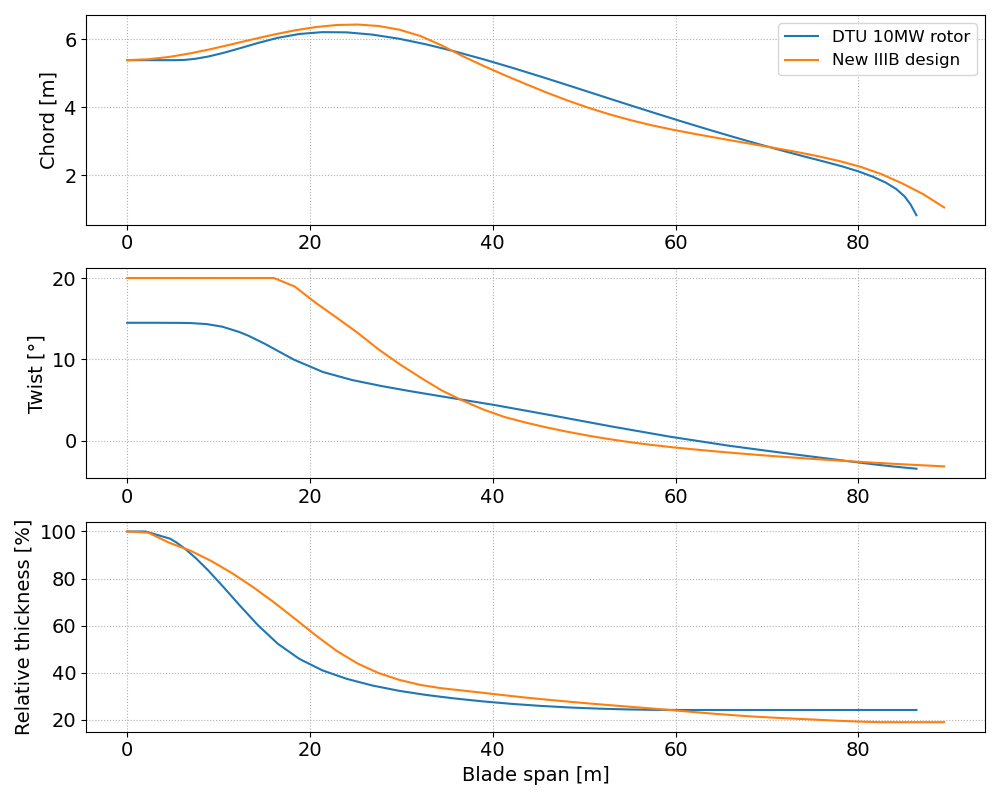 Chord [m]
6
4
2
DTU 10MW rotor
New IIIB design
0 20 40 60 80
Twist [°]
20
10
0
0 20 40 60 80
Relative thickness [%]
100
80
60
40
20
0 20 40 60 80
Blade span [m]